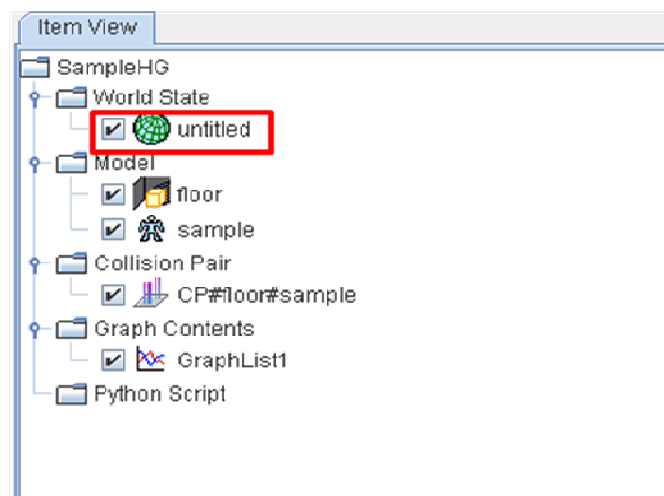 Item View
SampleHG
World State
untitled
Model
floor
sample
Collision Pair
CP#floor#sample
Graph Contents
GraphList1
Python Script